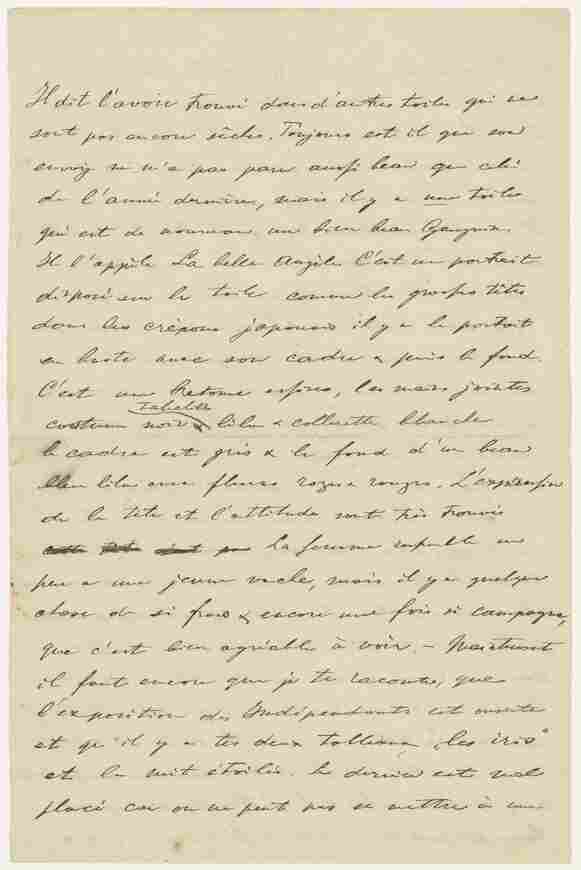 Il dit l'avoir trouvé dans d'autres toiles qui ne
sont pas encore sêches. Toujours est il que son
envoi ne m'a pas paru aussi beau que celui
de l'année dernière, mais il y a une toiles
qui est de nouveau un bien beau Gauguin.
Il l'appèle La belle Angèle. C'est un portrait
disposé sur la toile comme les grosses têtes
dans les crépons japonais il y a le portrait
en buste avec son cadre & puis le fond.
C'est une Bretonne assise, les mains jointes
costume noir tablier lilas & collerette blanche
le cadre est gris & le fond d'un beau
bleu lilas avec fleurs roses & rouges. L'expression
de la tête et l'attitude sont très trouvés
La femme ressemble un
peu a une jeune vache, mais il y a quelque
chose de si frais & encore une fois si campagne,
que c'est bien agréable à voir. – Maintenant
il faut encore que je te raconte, que
l'exposition des Indépendants est ouverte
et qu'il y a tes deux tableaux, „les iris"
et la nuit étoilée. Le dernier est mal
placé car on ne peut pas se mettre à une